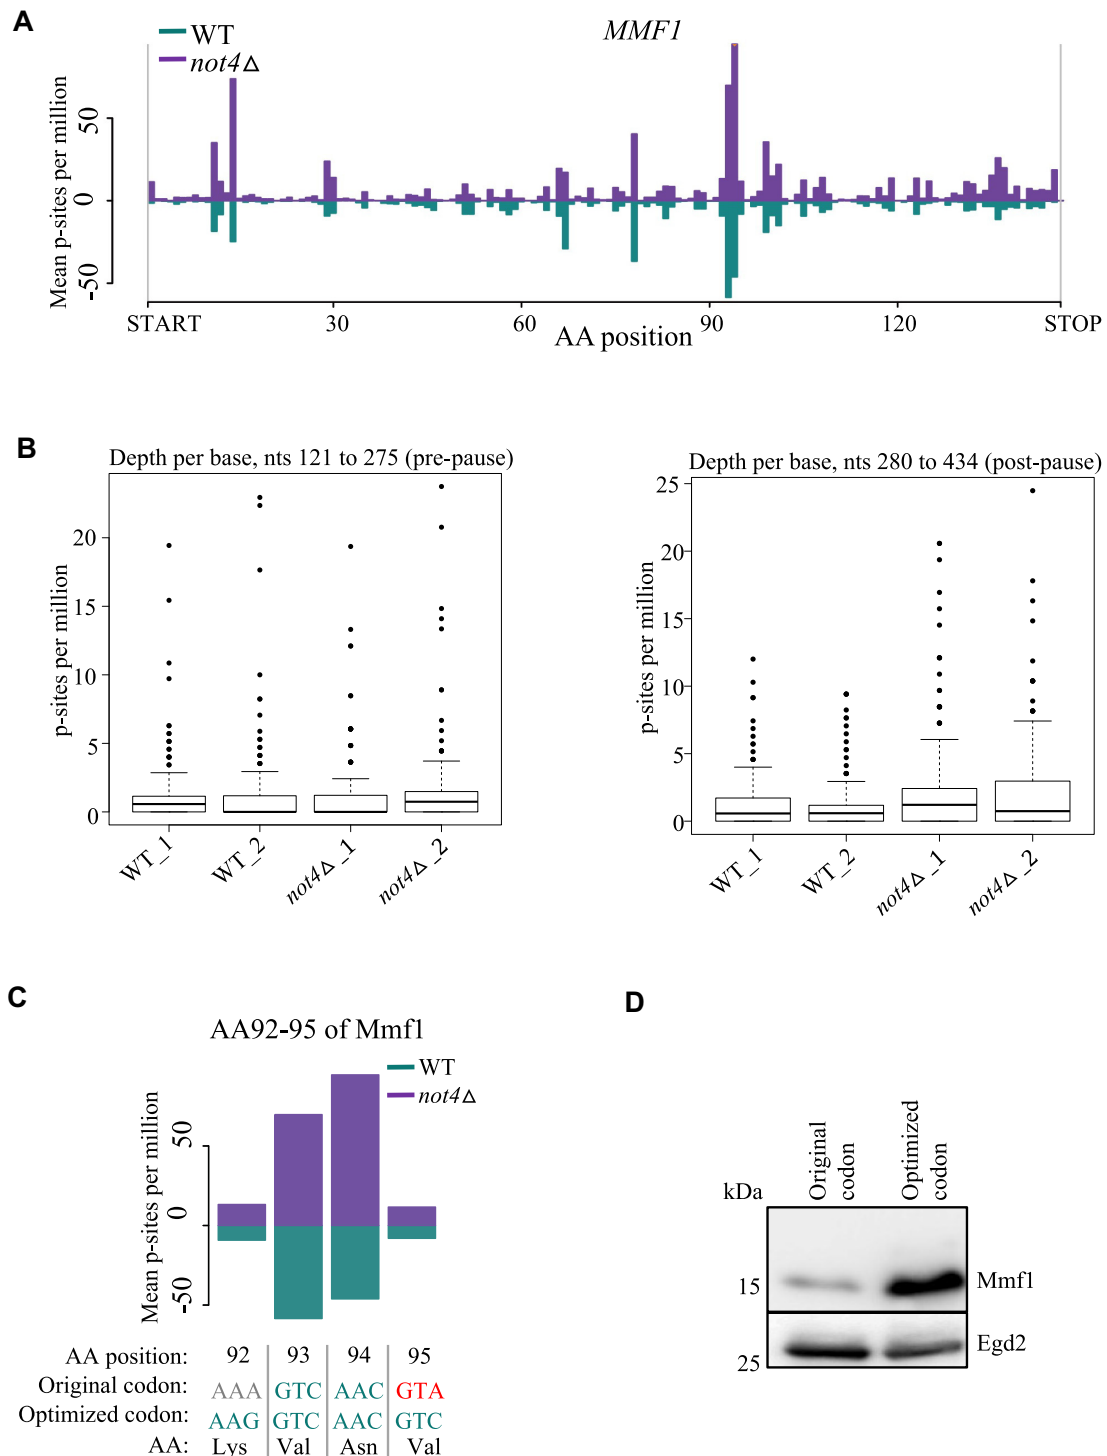 A
WT
not4Δ
MMF1
Mean p-sites per million
50
0
-50
START
30
60
90
120
STOP
AA position
B
Depth per base, nts 121 to 275 (pre-pause)
p-sites per million
20
15
10
5
0
WT_1
WT_2
not4Δ_1
not4Δ_2
Depth per base, nts 280 to 434 (post-pause)
p-sites per million
25
20
15
10
5
0
WT_1
WT_2
not4Δ_1
not4Δ_2
C
AA92-95 of Mmf1
WT
not4Δ
Mean p-sites per million
50
0
-50
AA position: 92 93 94 95
Original codon: AAA GTC AAC GTA
Optimized codon: AAG GTC AAC GTC
AA: Lys Val Asn Val
D
Original
codon
Optimized
codon
kDa
15
Mmf1
Egd2
25